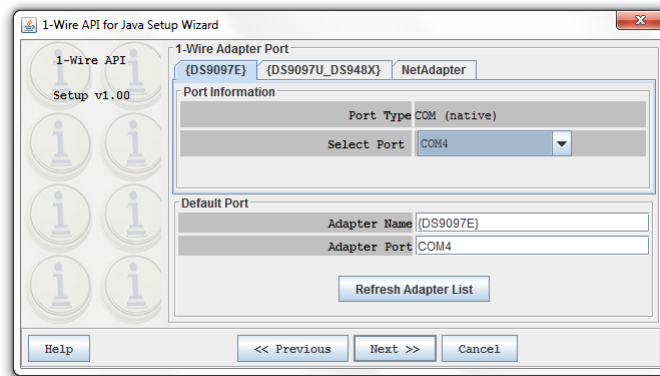 1-Wire API for Java Setup Wizard
1-Wire API
Setup v1.00
1-Wire Adapter Port
{DS9097E} {DS9097U_DS948X} NetAdapter
Port Information
Port Type COM (native)
Select Port COM4
Default Port
Adapter Name {DS9097E}
Adapter Port COM4
Refresh Adapter List
Help << Previous Next >> Cancel